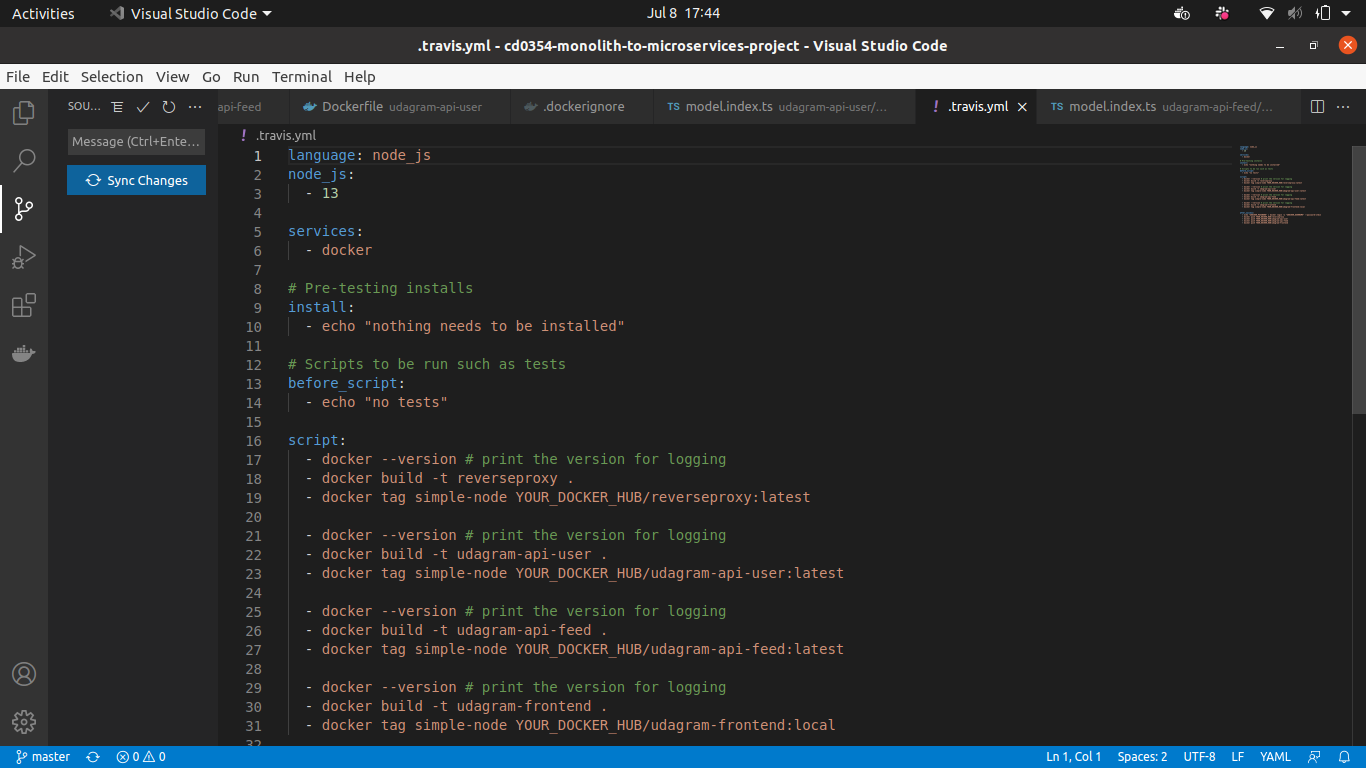 Activities Visual Studio Code Jul 8 17:44
.travis.yml - cd0354-monolith-to-microservices-project - Visual Studio Code
File Edit Selection View Go Run Terminal Help
SOU... api-feed Dockerfile udagram-api-user .dockerignore TS model.index.ts udagram-api-user/... ! .travis.yml TS model.index.ts udagram-api-feed/...
Message (Ctrl+Ente...
Sync Changes
! .travis.yml
1 language: node_js
2 node_js:
3 - 13
4
5 services:
6 - docker
7
8 # Pre-testing installs
9 install:
10 - echo "nothing needs to be installed"
11
12 # Scripts to be run such as tests
13 before_script:
14 - echo "no tests"
15
16 script:
17 - docker --version # print the version for logging
18 - docker build -t reverseproxy .
19 - docker tag simple-node YOUR_DOCKER_HUB/reverseproxy:latest
20
21 - docker --version # print the version for logging
22 - docker build -t udagram-api-user .
23 - docker tag simple-node YOUR_DOCKER_HUB/udagram-api-user:latest
24
25 - docker --version # print the version for logging
26 - docker build -t udagram-api-feed .
27 - docker tag simple-node YOUR_DOCKER_HUB/udagram-api-feed:latest
28
29 - docker --version # print the version for logging
30 - docker build -t udagram-frontend .
31 - docker tag simple-node YOUR_DOCKER_HUB/udagram-frontend:local
32
master 0 0 Ln 1, Col 1 Spaces: 2 UTF-8 LF YAML